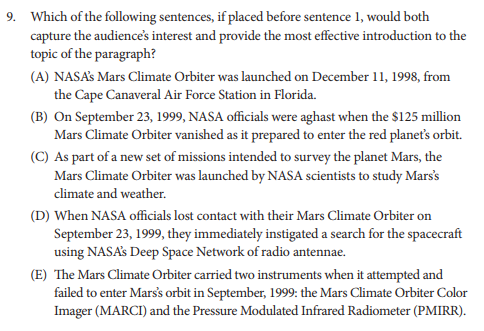 9. Which of the following sentences, if placed before sentence 1, would both
capture the audience's interest and provide the most effective introduction to the
topic of the paragraph?
(A) NASA's Mars Climate Orbiter was launched on December 11, 1998, from
the Cape Canaveral Air Force Station in Florida.
(B) On September 23, 1999, NASA officials were aghast when the $125 million
Mars Climate Orbiter vanished as it prepared to enter the red planet's orbit.
(C) As part of a new set of missions intended to survey the planet Mars, the
Mars Climate Orbiter was launched by NASA scientists to study Mars's
climate and weather.
(D) When NASA officials lost contact with their Mars Climate Orbiter on
September 23, 1999, they immediately instigated a search for the spacecraft
using NASA's Deep Space Network of radio antennae.
(E) The Mars Climate Orbiter carried two instruments when it attempted and
failed to enter Mars's orbit in September, 1999: the Mars Climate Orbiter Color
Imager (MARCI) and the Pressure Modulated Infrared Radiometer (PMIRR).